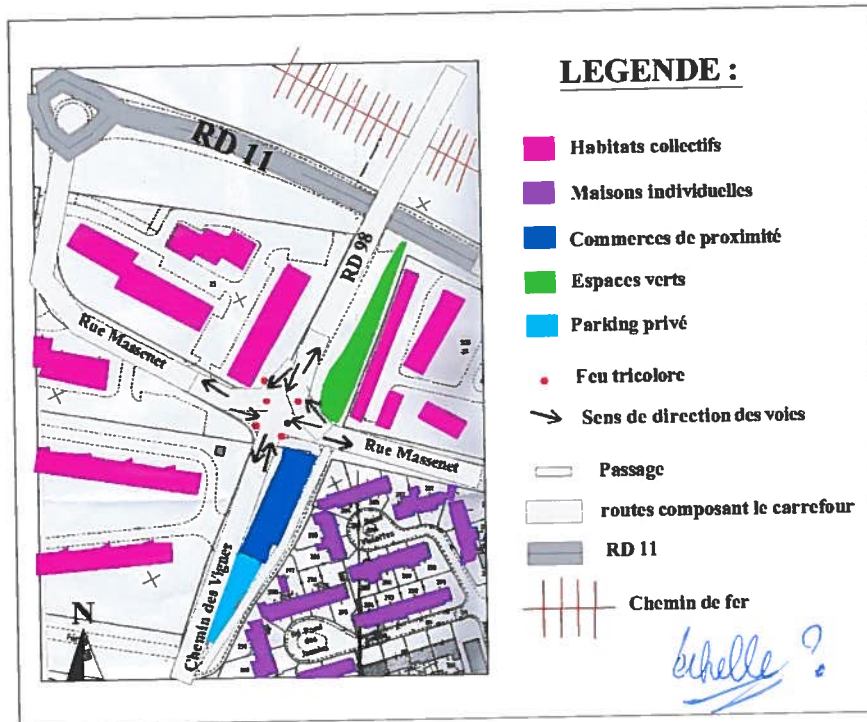 LEGENDE :
Habitats collectifs
Maisons individuelles
Commerces de proximité
Espaces verts
Parking privé
Feu tricolore
Sens de direction des voies
Passage
routes composant le carrefour
RD 11
Chemin de fer
echelle ?
RD 11
RD 98
Rue Massenet
Rue Massenet
Chemin des Vignes
N